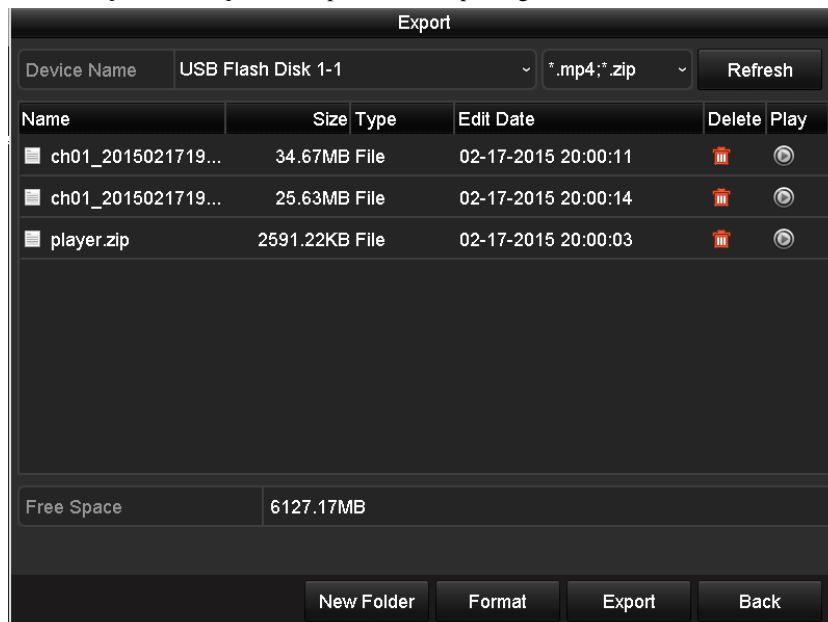 Export
Device Name USB Flash Disk 1-1 *.mp4;*.zip Refresh
Name Size Type Edit Date Delete Play
ch01_2015021719... 34.67MB File 02-17-2015 20:00:11
ch01_2015021719... 25.63MB File 02-17-2015 20:00:14
player.zip 2591.22KB File 02-17-2015 20:00:03
Free Space 6127.17MB
New Folder Format Export Back